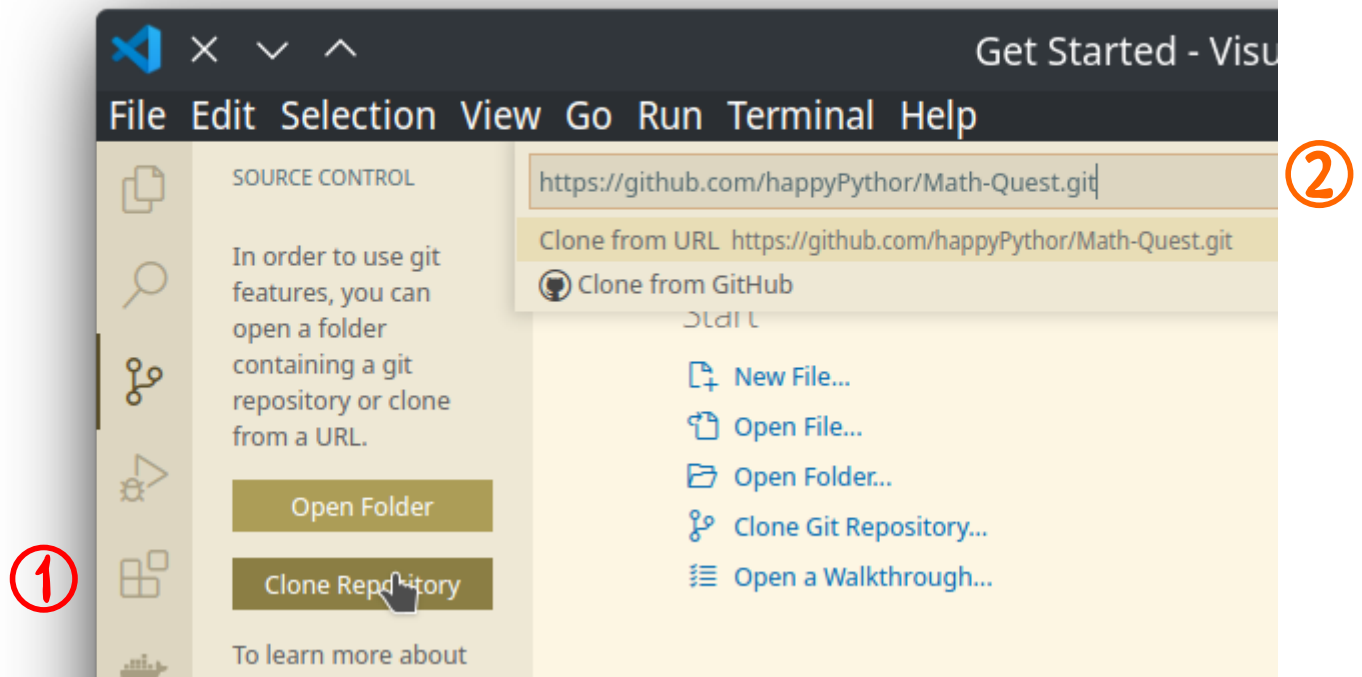 Get Started - Visu
File Edit Selection View Go Run Terminal Help
SOURCE CONTROL
In order to use git
features, you can
open a folder
containing a git
repository or clone
from a URL.
Open Folder
Clone Repository
To learn more about
https://github.com/happyPythor/Math-Quest.git
Clone from URL https://github.com/happyPythor/Math-Quest.git
Clone from GitHub
Start
New File...
Open File...
Open Folder...
Clone Git Repository...
Open a Walkthrough...
1
2